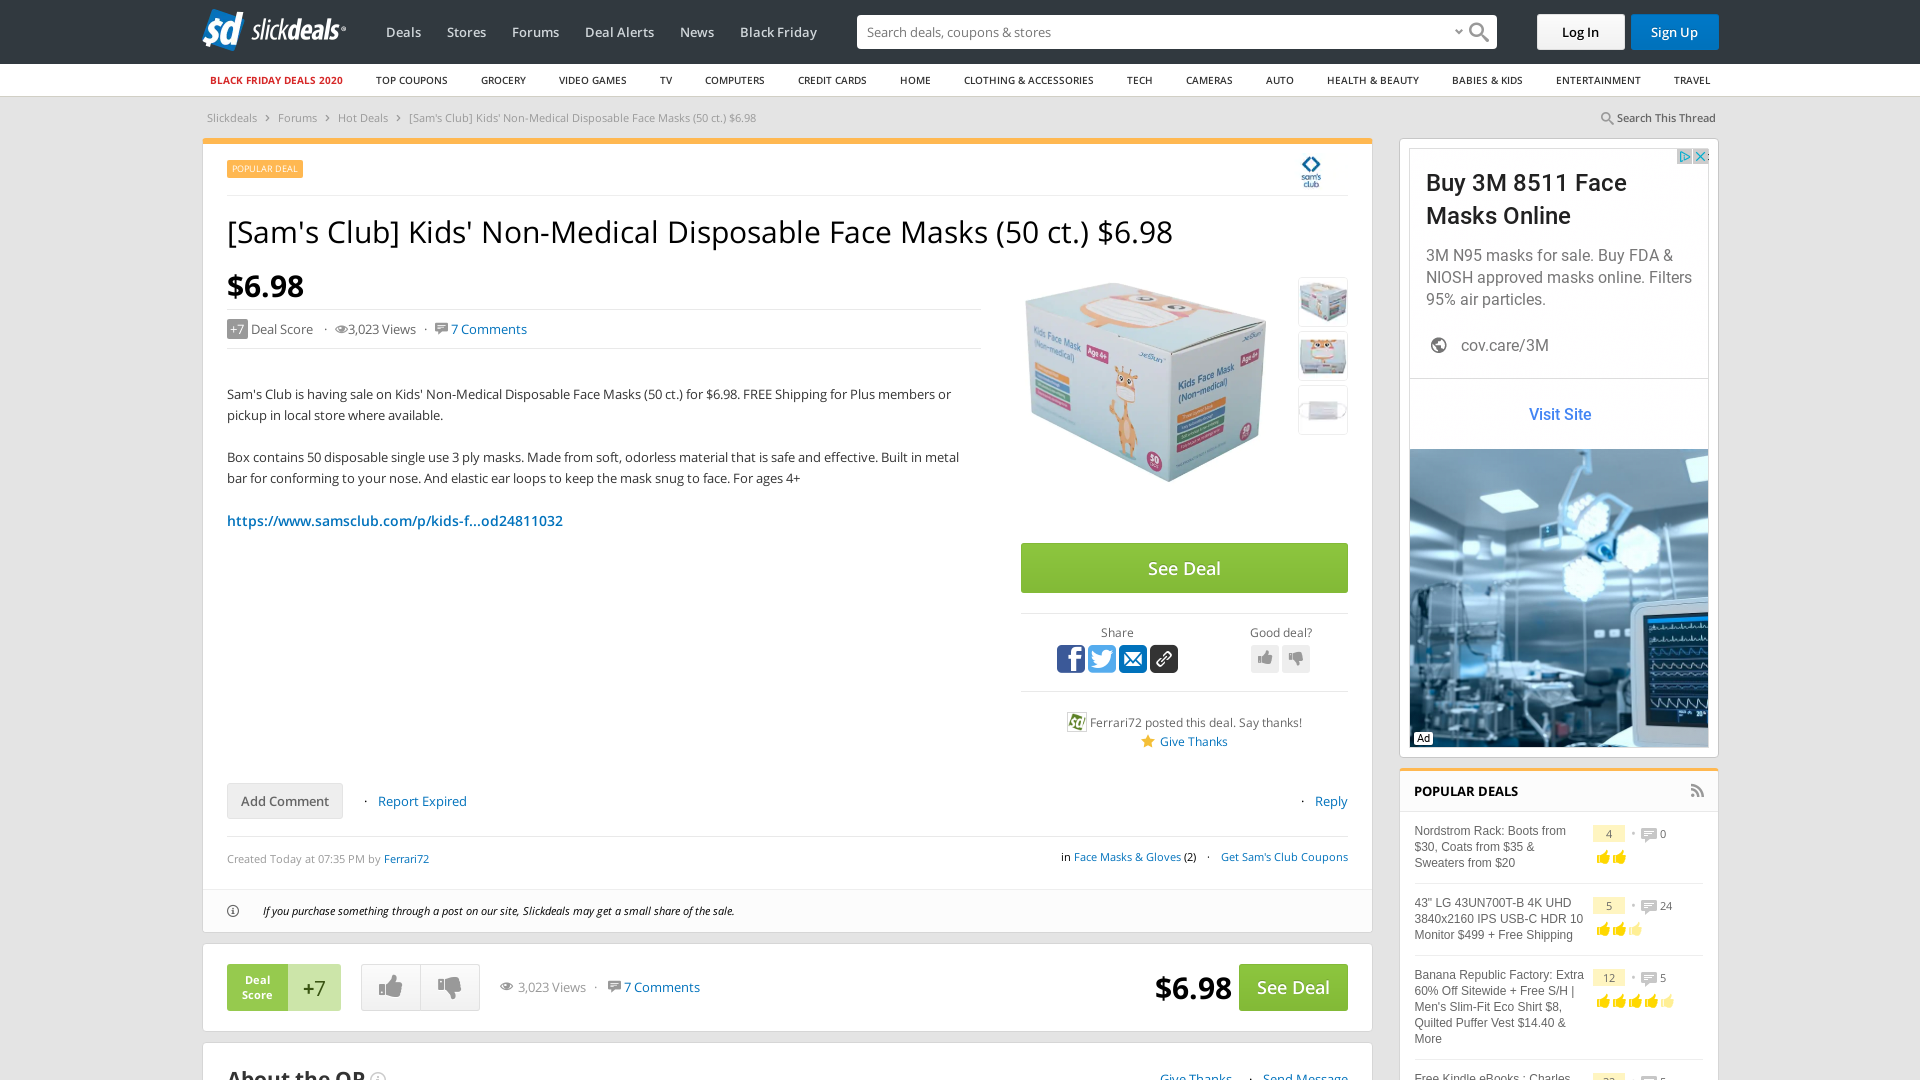 slickdeals
Deals
Stores
Forums
Deal Alerts
News
Black Friday
Search deals, coupons & stores
Log In
Sign Up
BLACK FRIDAY DEALS 2020
TOP COUPONS
GROCERY
VIDEO GAMES
TV
COMPUTERS
CREDIT CARDS
HOME
CLOTHING & ACCESSORIES
TECH
CAMERAS
AUTO
HEALTH & BEAUTY
BABIES & KIDS
ENTERTAINMENT
TRAVEL
Slickdeals › Forums › Hot Deals › [Sam's Club] Kids' Non-Medical Disposable Face Masks (50 ct.) $6.98
Search This Thread
POPULAR DEAL
sam's club
[Sam's Club] Kids' Non-Medical Disposable Face Masks (50 ct.) $6.98
$6.98
+7 Deal Score · 3,023 Views · 7 Comments
Sam's Club is having sale on Kids' Non-Medical Disposable Face Masks (50 ct.) for $6.98. FREE Shipping for Plus members or
pickup in local store where available.
Box contains 50 disposable single use 3 ply masks. Made from soft, odorless material that is safe and effective. Built in metal
bar for conforming to your nose. And elastic ear loops to keep the mask snug to face. For ages 4+
https://www.samsclub.com/p/kids-f...od24811032
Kids Face Mask
(Non-medical)
Age 4+
Kids Face Mask
(Non-medical)
Age 4+
50
See Deal
Share
Good deal?
Ferrari72 posted this deal. Say thanks!
Give Thanks
Add Comment
· Report Expired
· Reply
Created Today at 07:35 PM by Ferrari72
in Face Masks & Gloves (2) · Get Sam's Club Coupons
If you purchase something through a post on our site, Slickdeals may get a small share of the sale.
Deal
Score
+7
3,023 Views · 7 Comments
$6.98
See Deal
About the OP
Give Thanks · Send Message
Buy 3M 8511 Face
Masks Online
3M N95 masks for sale. Buy FDA &
NIOSH approved masks online. Filters
95% air particles.
cov.care/3M
Visit Site
Ad
POPULAR DEALS
Nordstrom Rack: Boots from
$30, Coats from $35 &
Sweaters from $20
4 • 0
43" LG 43UN700T-B 4K UHD
3840x2160 IPS USB-C HDR 10
Monitor $499 + Free Shipping
5 • 24
Banana Republic Factory: Extra
60% Off Sitewide + Free S/H |
Men's Slim-Fit Eco Shirt $8,
Quilted Puffer Vest $14.40 &
More
12 • 5
Free Kindle eBooks : Charles